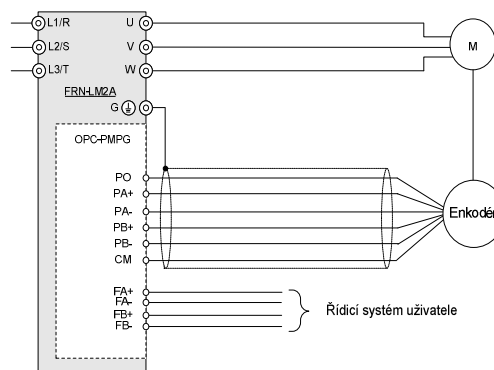 L1/R U
L2/S V M
L3/T W
FRN-LM2A
G
OPC-PMPG
PO
PA+
PA-
PB+ Enkodér
PB-
CM
FA+
FA-
FB+ Řídicí systém uživatele
FB-